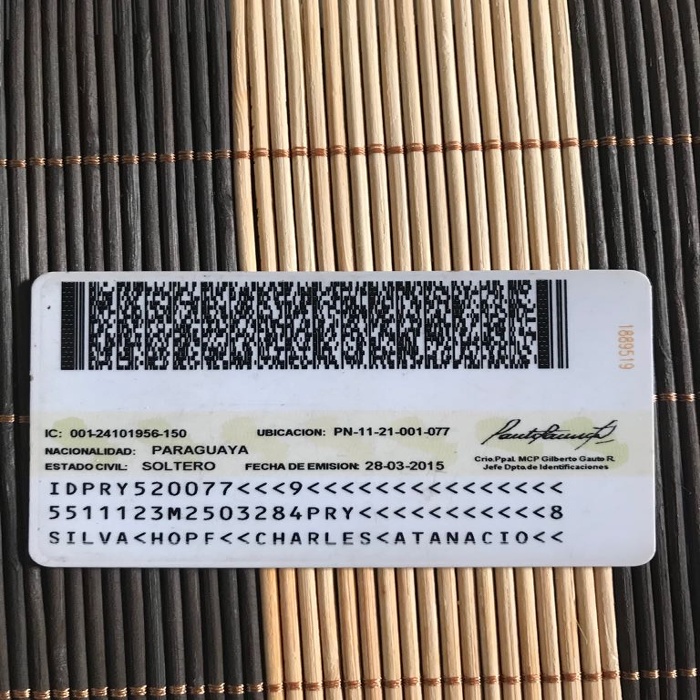 1889519
IC: 001-24101956-150 UBICACION: PN-11-21-001-077
NACIONALIDAD: PARAGUAYA
ESTADO CIVIL: SOLTERO FECHA DE EMISION: 28-03-2015
Crio.Ppal. MCP Gilberto Gauto R.
Jefe Dpto.de Identificaciones
IDPRY520077<<<9<<<<<<<<<<<<<<<
5511123M2503284PRY<<<<<<<<<<<8
SILVA<HOPF<<CHARLES<ATANACIO<<